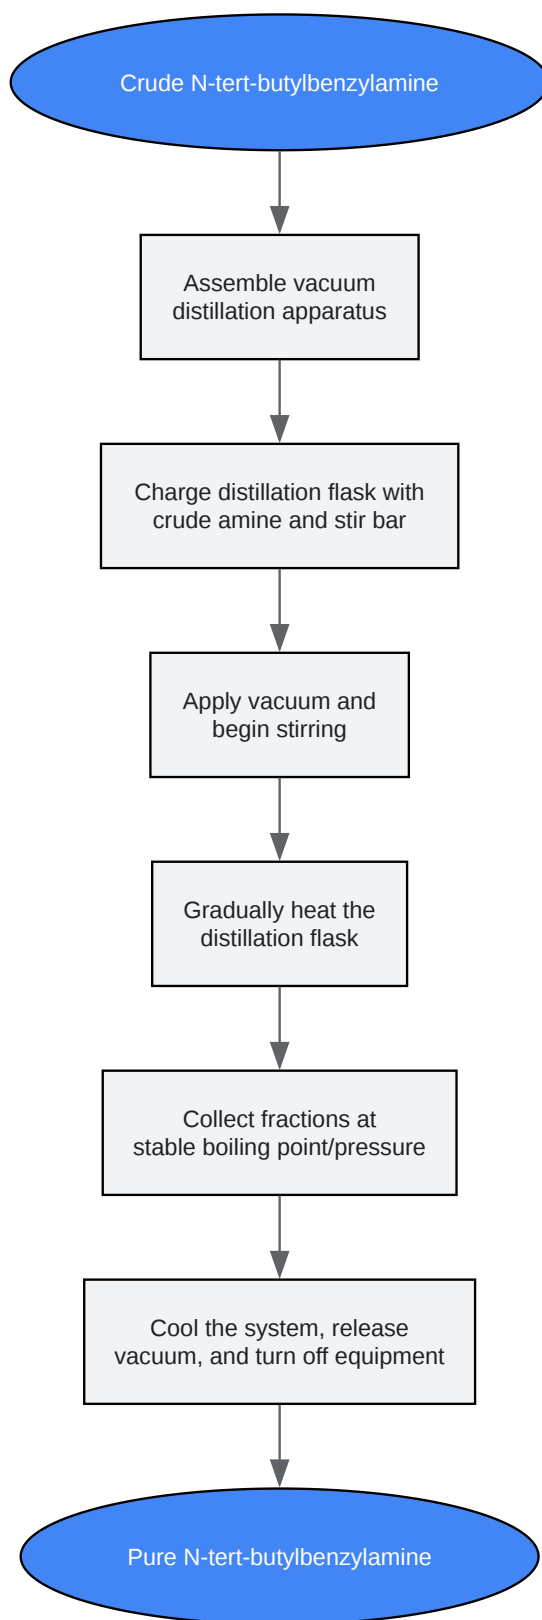 Crude N-tert-butylbenzylamine
Assemble vacuum
distillation apparatus
Charge distillation flask with
crude amine and stir bar
Apply vacuum and
begin stirring
Gradually heat the
distillation flask
Collect fractions at
stable boiling point/pressure
Cool the system, release
vacuum, and turn off equipment
Pure N-tert-butylbenzylamine